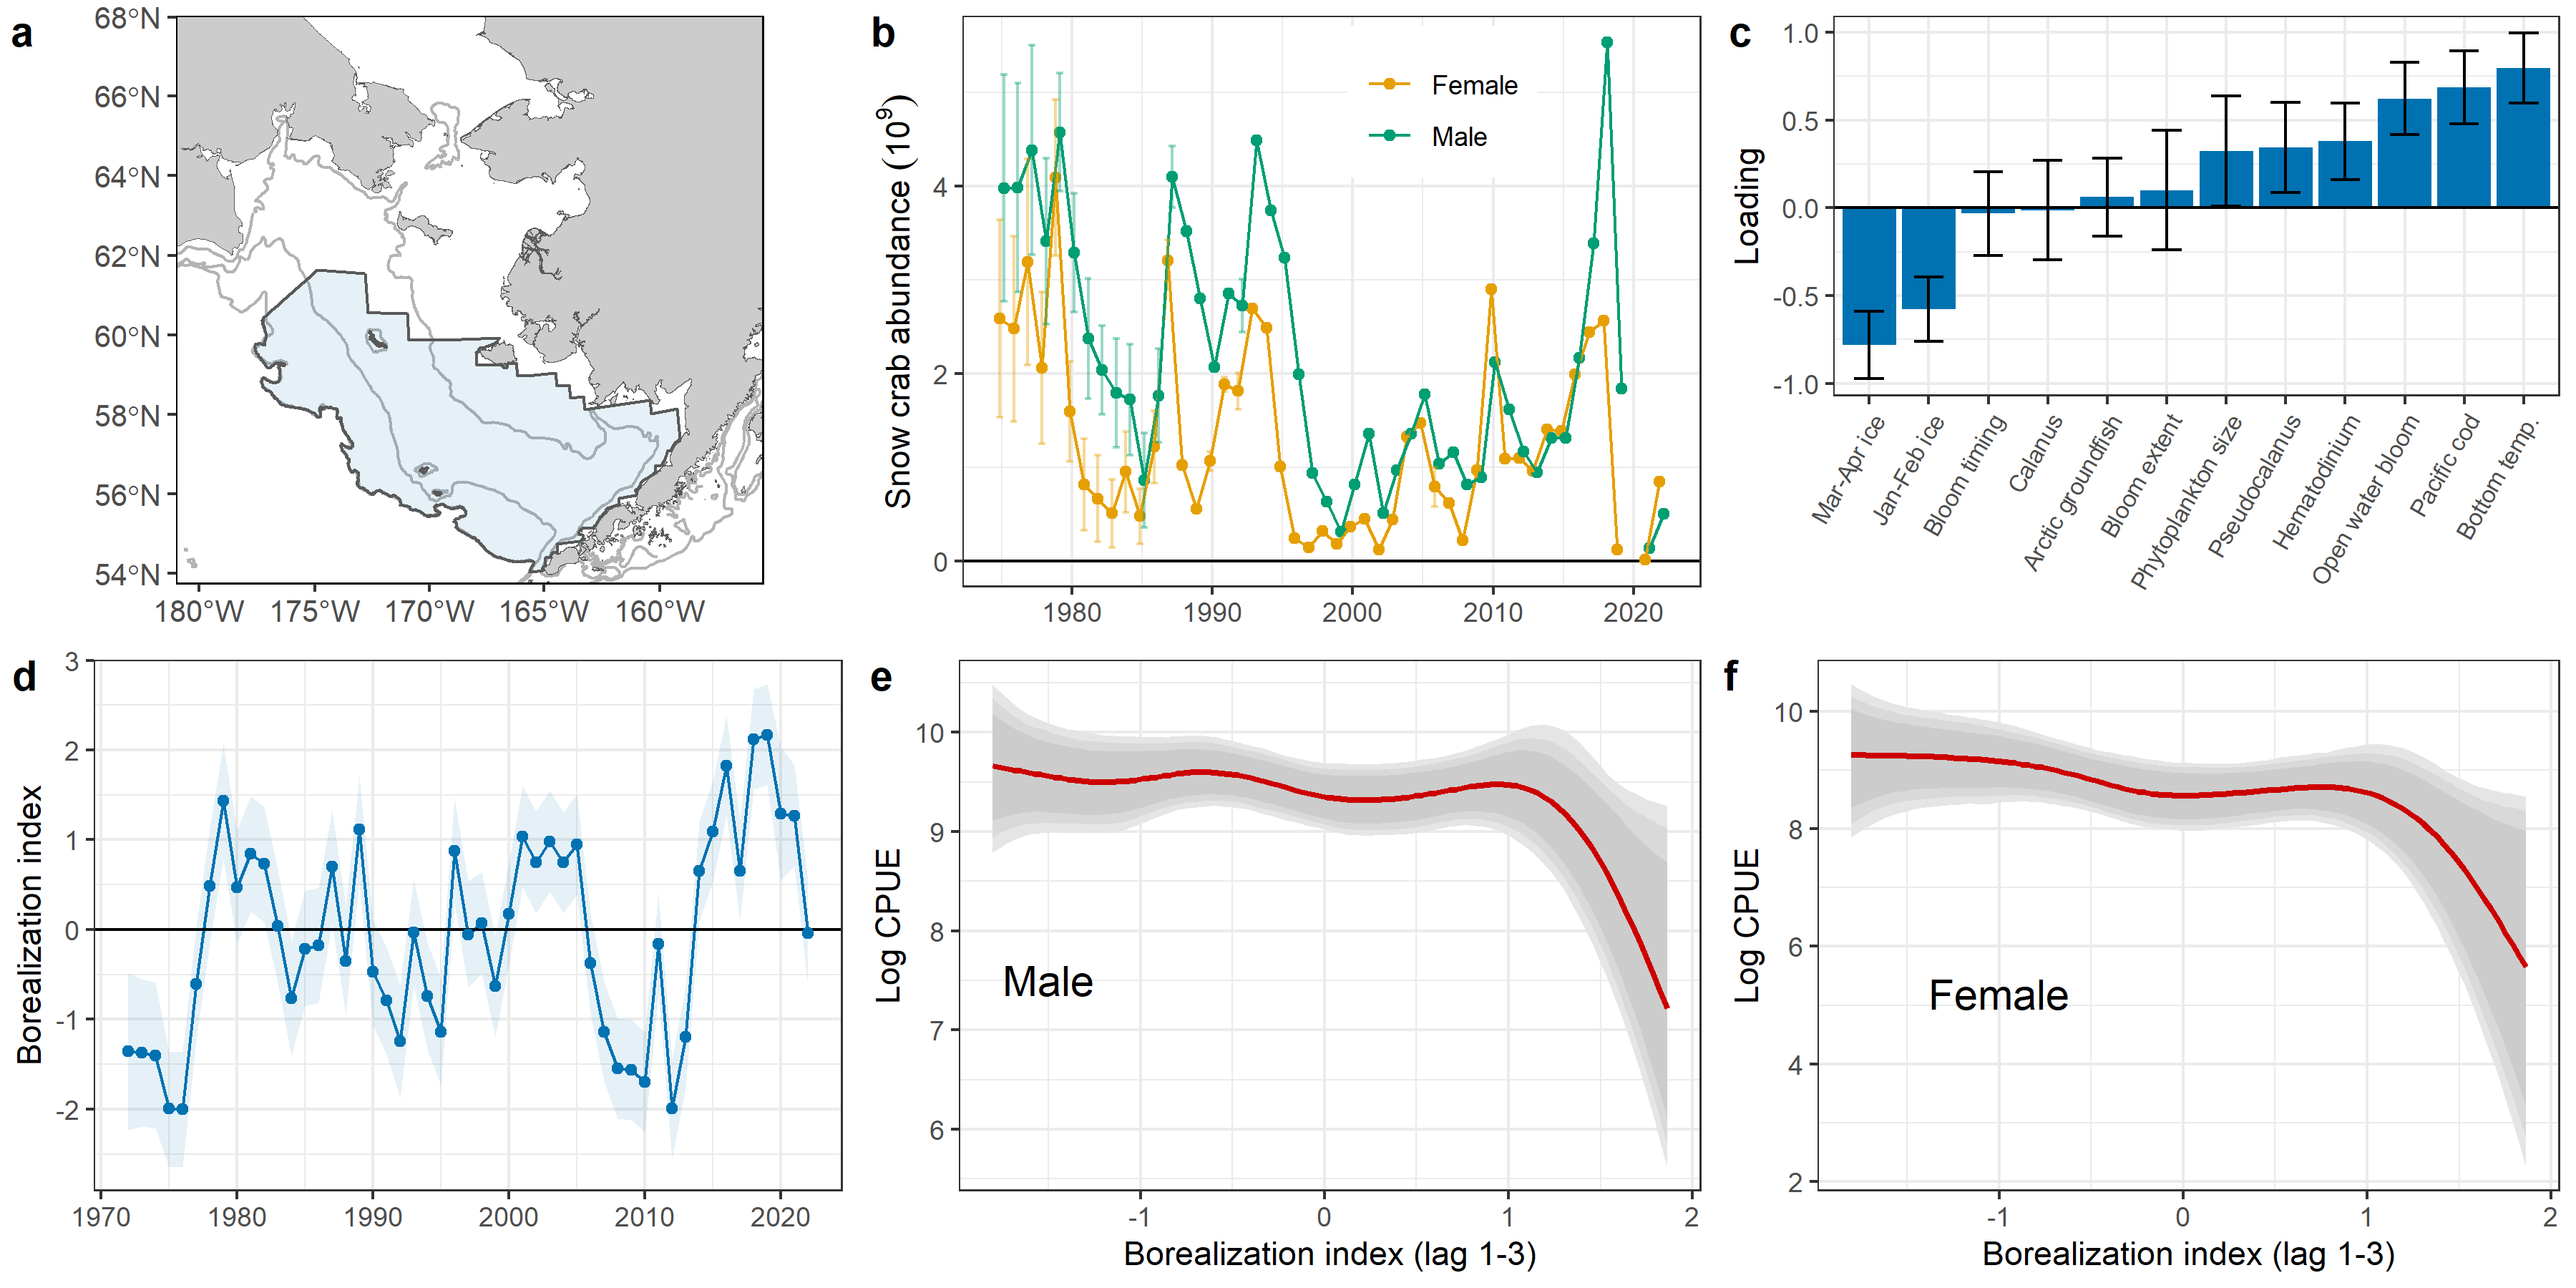 a
68°N
66°N
64°N
62°N
60°N
58°N
56°N
54°N
180°W 175°W 170°W 165°W 160°W
b
Snow crab abundance (10⁹)
4
2
0
Female
Male
1980 1990 2000 2010 2020
c
Loading
1.0
0.5
0.0
-0.5
-1.0
Mar-Apr ice
Jan-Feb ice
Bloom timing
Calanus
Arctic groundfish
Bloom extent
Phytoplankton size
Pseudocalanus
Hematodinium
Open water bloom
Pacific cod
Bottom temp.
d
Borealization index
3
2
1
0
-1
-2
1970 1980 1990 2000 2010 2020
e
Log CPUE
10
9
8
7
6
Male
-1 0 1 2
Borealization index (lag 1-3)
f
Log CPUE
10
8
6
4
2
Female
-1 0 1 2
Borealization index (lag 1-3)